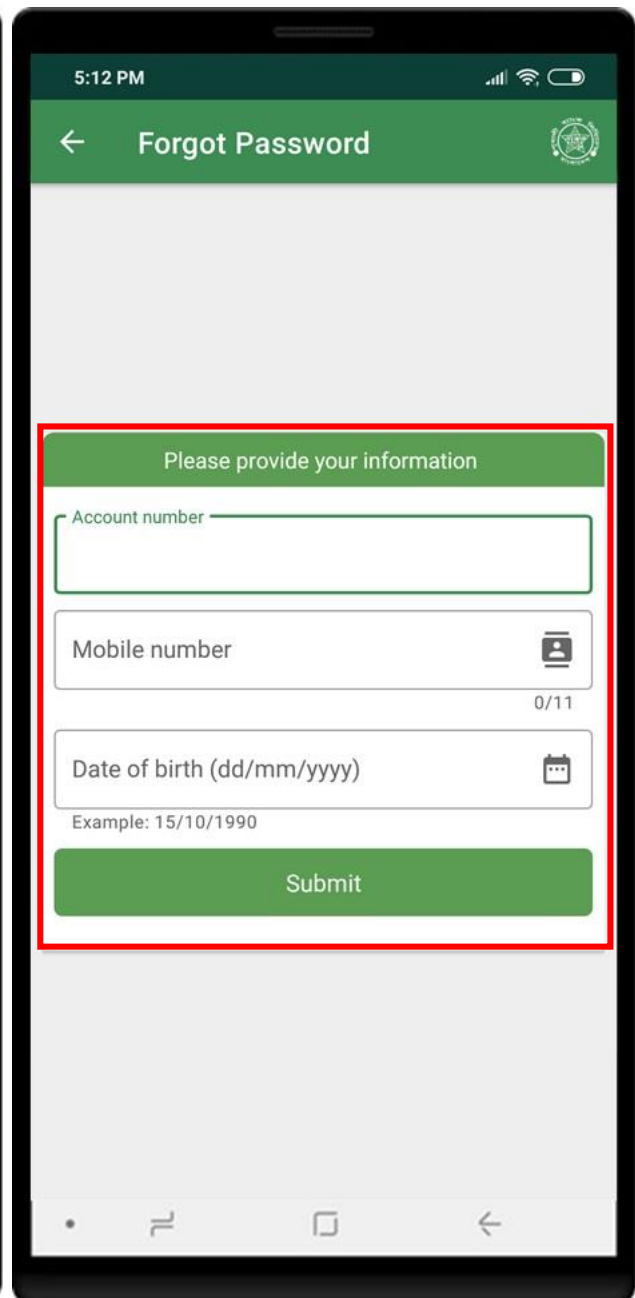 5:12 PM
Forgot Password
Please provide your information
Account number
Mobile number
0/11
Date of birth (dd/mm/yyyy)
Example: 15/10/1990
Submit